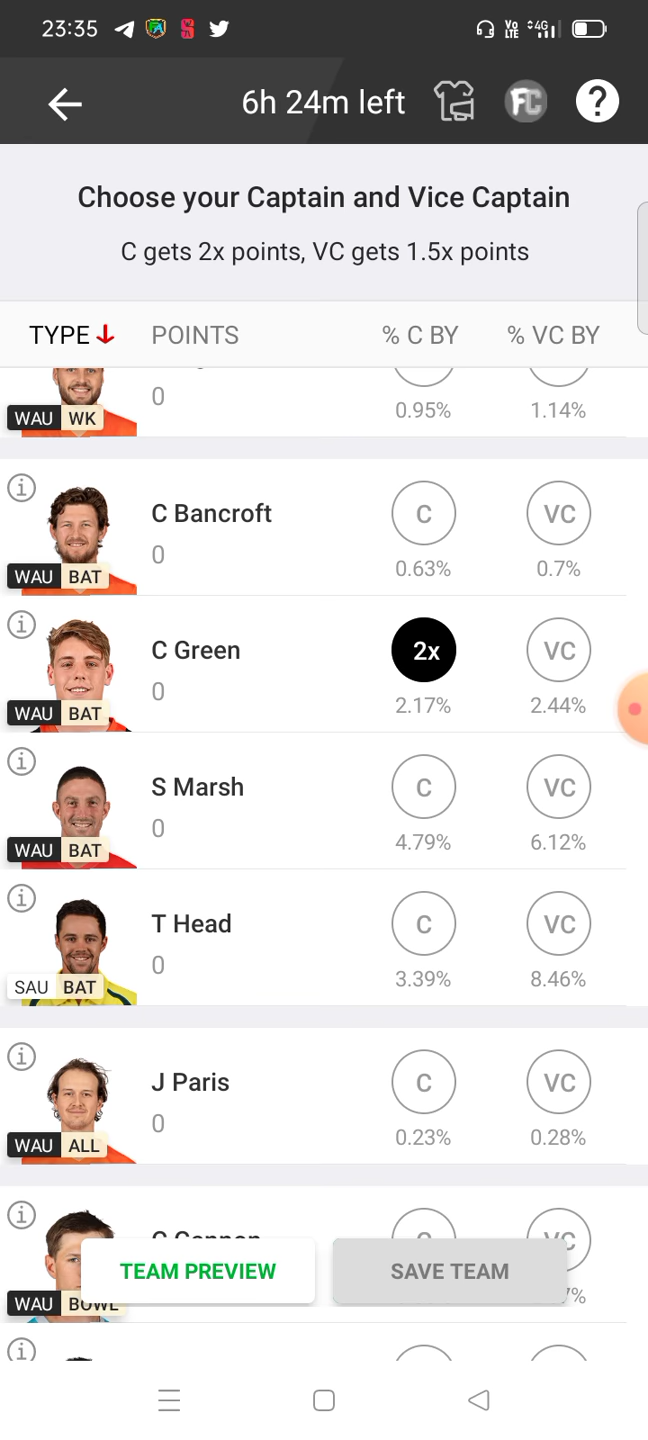 23:35
Vo LTE 4G
6h 24m left
FC
?
Choose your Captain and Vice Captain
C gets 2x points, VC gets 1.5x points
TYPE POINTS % C BY % VC BY
0
WAU WK 0.95% 1.14%
C Bancroft C VC
0
WAU BAT 0.63% 0.7%
C Green 2x VC
0
WAU BAT 2.17% 2.44%
S Marsh C VC
0
WAU BAT 4.79% 6.12%
T Head C VC
0
SAU BAT 3.39% 8.46%
J Paris C VC
0
WAU ALL 0.23% 0.28%
C VC
TEAM PREVIEW SAVE TEAM
WAU BOWL